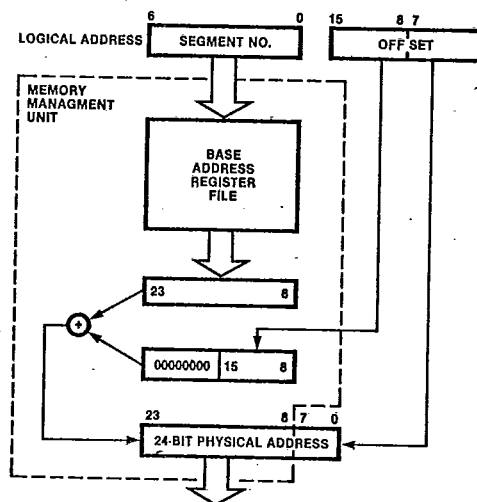 6 0 15 8 7
LOGICAL ADDRESS SEGMENT NO. OFF SET
MEMORY
MANAGMENT
UNIT
BASE
ADDRESS
REGISTER
FILE
23 8
+
00000000 15 8
23 8 7 0
24-BIT PHYSICAL ADDRESS